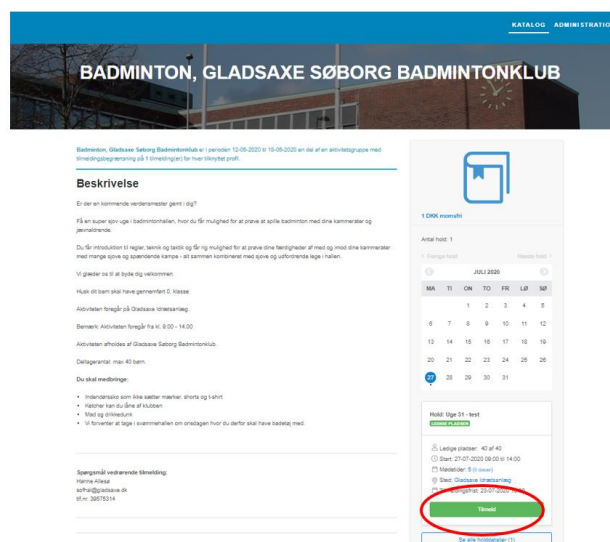 KATALOG ADMINISTRATIO
BADMINTON, GLADSAXE SØBORG BADMINTONKLUB
Badminton, Gladsaxe Søborg Badmintonklub er i perioden 12-05-2020 til 18-05-2020 en del af en aktivitetsgruppe med
tilmeldingsbegrænsning på 1 tilmelding(er) for hver tilknyttet profil.
Beskrivelse
Er der en kommende verdensmester gemt i dig?
Få en super sjov uge i badmintonhallen, hvor du får mulighed for at prøve at spille badminton med dine kammerater og
jævnaldrende.
Du får introduktion til regler, teknik og taktik og får rig mulighed for at prøve dine færdigheder af med og imod dine kammerater
med mange sjove og spændende kampe - alt sammen kombineret med sjove og udfordrende lege i hallen.
Vi glæder os til at byde dig velkommen.
Husk dit barn skal have gennemført 0. klasse
Aktiviteten foregår på Gladsaxe Idrætsanlæg.
Bemærk: Aktiviteten foregår fra kl. 9:00 - 14:00
Aktiviteten afholdes af Gladsaxe Søborg Badmintonklub.
Deltagerantal: max 40 børn.
Du skal medbringe:
• Indendørssko som ikke sætter mærker, shorts og t-shirt
• Ketcher kan du låne af klubben
• Mad og drikkedunk
• Vi forventer at tage i svømmehallen om onsdagen hvor du derfor skal have badetøj med.
Spørgsmål vedrørende tilmelding:
Hanne Allesø
sofhal@gladsaxe.dk
tlf.nr. 39575314
1 DKK momsfri
Antal hold: 1
< Forrige hold Næste hold >
JULI 2020
MA TI ON TO FR LØ SØ
1 2 3 4 5
6 7 8 9 10 11 12
13 14 15 16 17 18 19
20 21 22 23 24 25 26
27 28 29 30 31
Hold: Uge 31 - test
LEDIGE PLADSER
Ledige pladser: 40 af 40
Start: 27-07-2020 09:00 til 14:00
Mødetider: 5
Sted: Gladsaxe Idrætsanlæg
Tilmeld
Se alle holddetaljer (1)